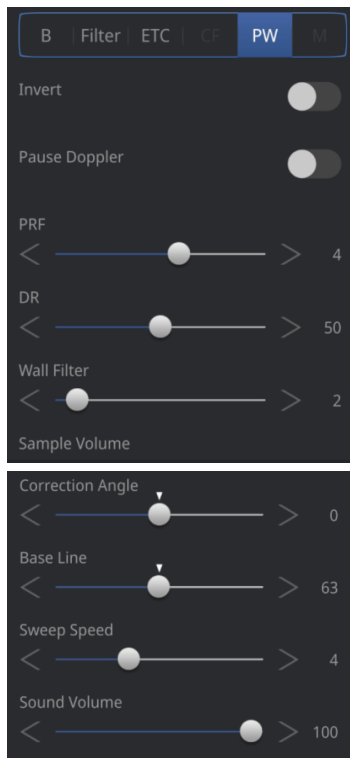 B Filter ETC CF PW M
Invert
Pause Doppler
PRF
4
DR
50
Wall Filter
2
Sample Volume
Correction Angle
0
Base Line
63
Sweep Speed
4
Sound Volume
100